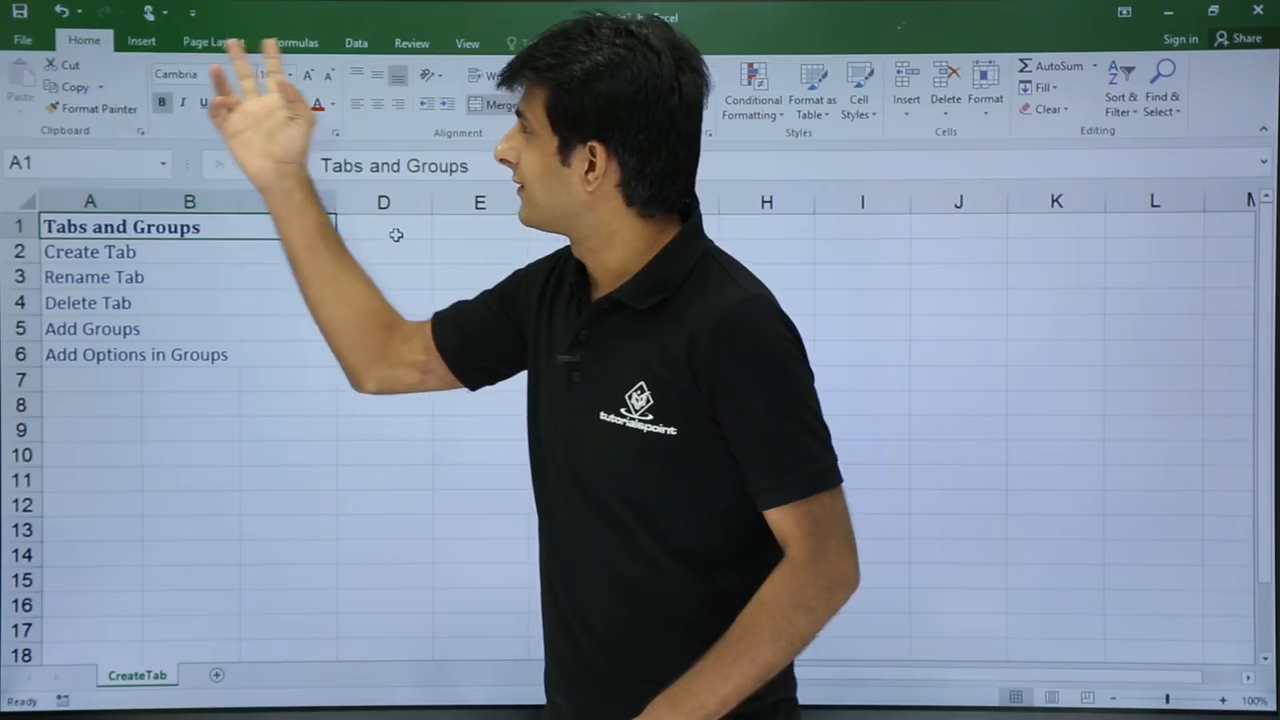 Excel
File Home Insert Page Formulas Data Review View
Sign in Share
Cut
Copy
Paste
Format Painter
Clipboard
Cambria
B I U
Alignment
Conditional Formatting
Format as Table
Cell Styles
Styles
Insert Delete Format
Cells
AutoSum
Fill
Clear
Sort & Filter
Find & Select
Editing
A1
Tabs and Groups
A B D E H I J K L
1 Tabs and Groups
2 Create Tab
3 Rename Tab
4 Delete Tab
5 Add Groups
6 Add Options in Groups
7
8
9
10
11
12
13
14
15
16
17
18
tutorialspoint
CreateTab
Ready
100%